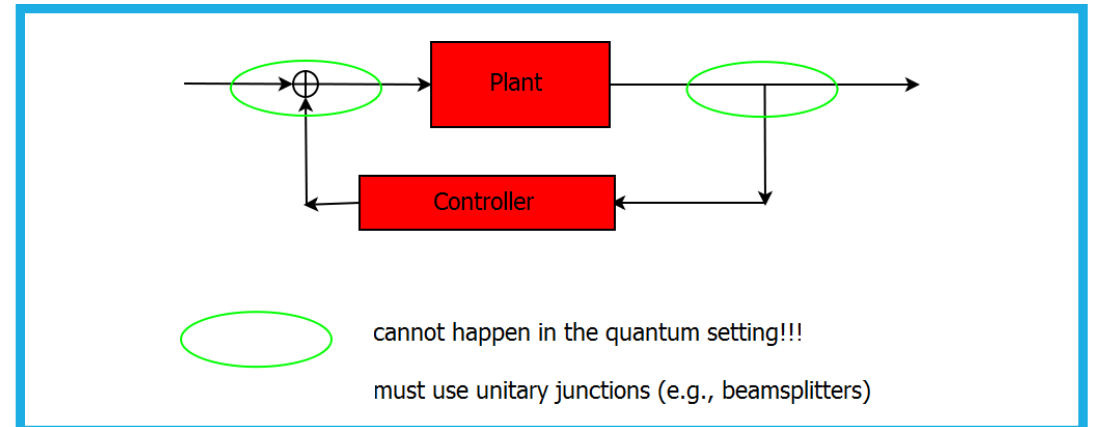 Plant
Controller
cannot happen in the quantum setting!!!
must use unitary junctions (e.g., beamsplitters)